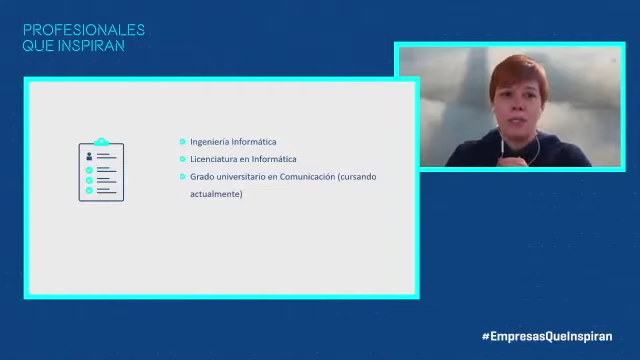 PROFESIONALES
QUE INSPIRAN
Ingeniería Informática
Licenciatura en Informática
Grado universitario en Comunicación (cursando
actualmente)
#EmpresasQueInspiran